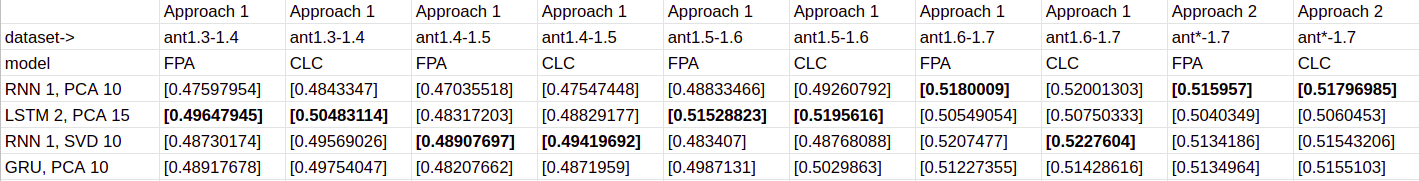 Approach 1 Approach 1 Approach 1 Approach 1 Approach 1 Approach 1 Approach 1 Approach 1 Approach 2 Approach 2
dataset-> ant1.3-1.4 ant1.3-1.4 ant1.4-1.5 ant1.4-1.5 ant1.5-1.6 ant1.5-1.6 ant1.6-1.7 ant1.6-1.7 ant*-1.7 ant*-1.7
model FPA CLC FPA CLC FPA CLC FPA CLC FPA CLC
RNN 1, PCA 10 [0.47597954] [0.4843347] [0.47035518] [0.47547448] [0.48833466] [0.49260792] [0.5180009] [0.52001303] [0.515957] [0.51796985]
LSTM 2, PCA 15 [0.49647945] [0.50483114] [0.48317203] [0.48829177] [0.51528823] [0.5195616] [0.50549054] [0.50750333] [0.5040349] [0.5060453]
RNN 1, SVD 10 [0.48730174] [0.49569026] [0.48907697] [0.49419692] [0.483407] [0.48768088] [0.5207477] [0.5227604] [0.5134186] [0.51543206]
GRU, PCA 10 [0.48917678] [0.49754047] [0.48207662] [0.4871959] [0.4987131] [0.5029863] [0.51227355] [0.51428616] [0.5134964] [0.5155103]